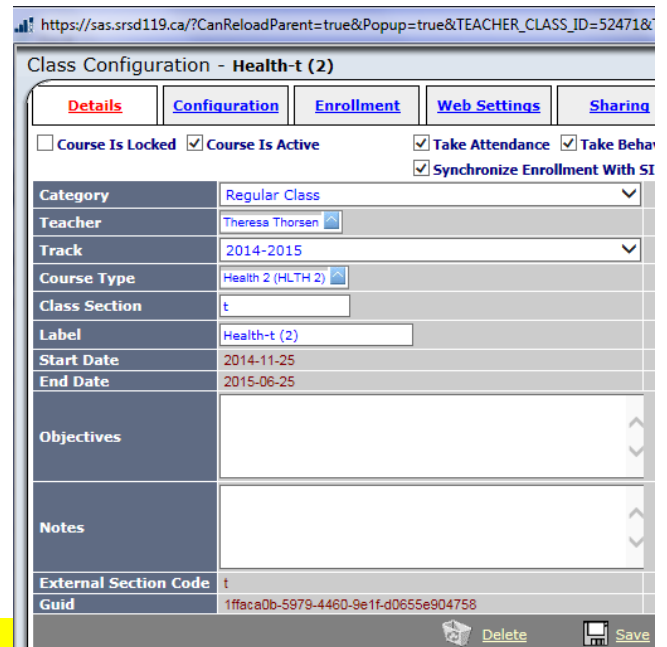 https://sas.srsd119.ca/?CanReloadParent=true&Popup=true&TEACHER_CLASS_ID=52471&
Class Configuration - Health-t (2)
Details Configuration Enrollment Web Settings Sharing
Course Is Locked Course Is Active Take Attendance Take Behav
Synchronize Enrollment With SI
Category Regular Class
Teacher Theresa Thorsen
Track 2014-2015
Course Type Health 2 (HLTH 2)
Class Section t
Label Health-t (2)
Start Date 2014-11-25
End Date 2015-06-25
Objectives
Notes
External Section Code t
Guid 1ffaca0b-5979-4460-9e1f-d0655e904758
Delete Save